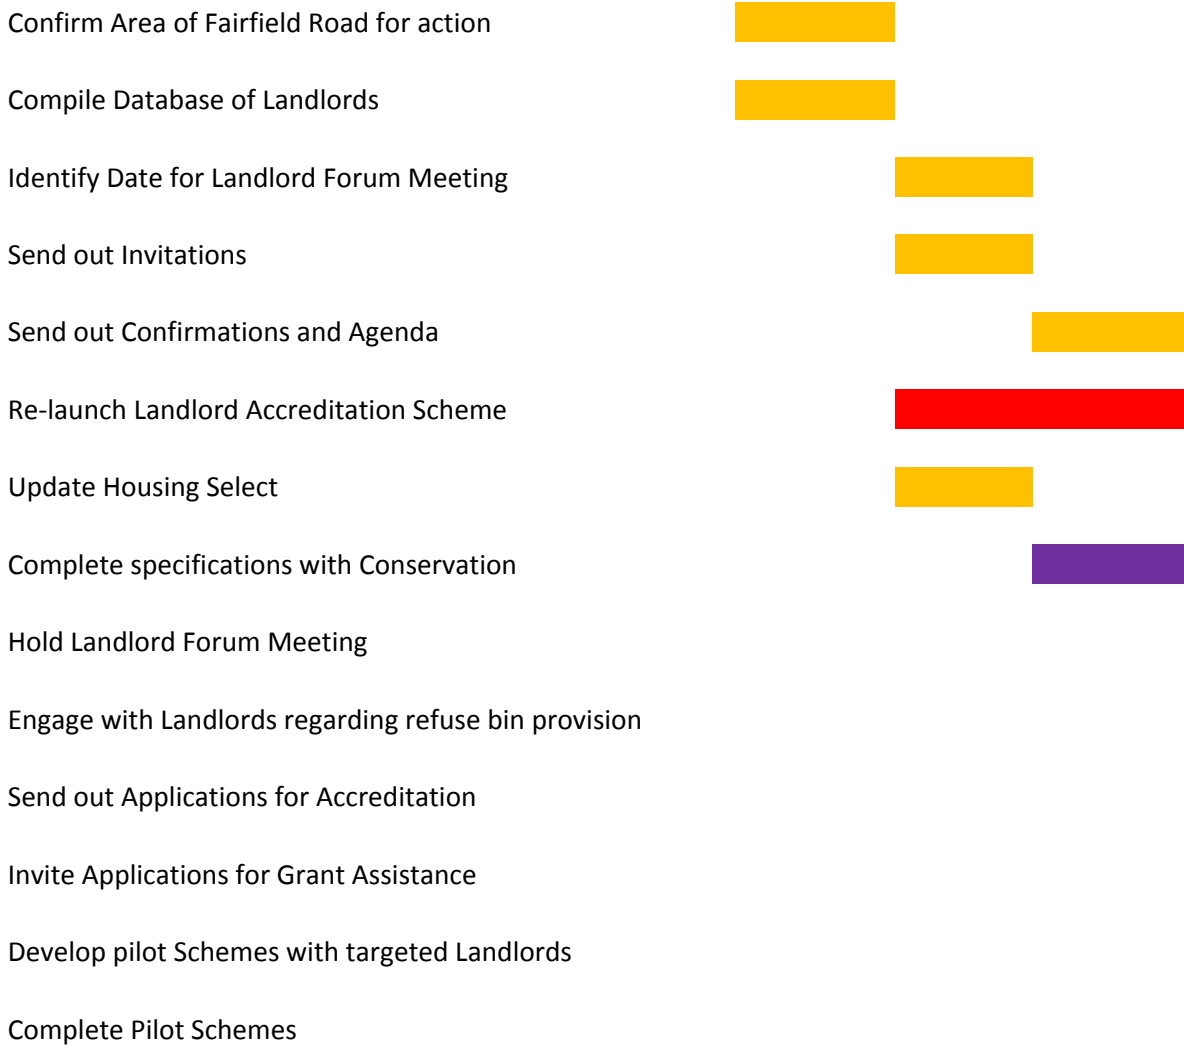 Confirm Area of Fairfield Road for action
Compile Database of Landlords
Identify Date for Landlord Forum Meeting
Send out Invitations
Send out Confirmations and Agenda
Re-launch Landlord Accreditation Scheme
Update Housing Select
Complete specifications with Conservation
Hold Landlord Forum Meeting
Engage with Landlords regarding refuse bin provision
Send out Applications for Accreditation
Invite Applications for Grant Assistance
Develop pilot Schemes with targeted Landlords
Complete Pilot Schemes